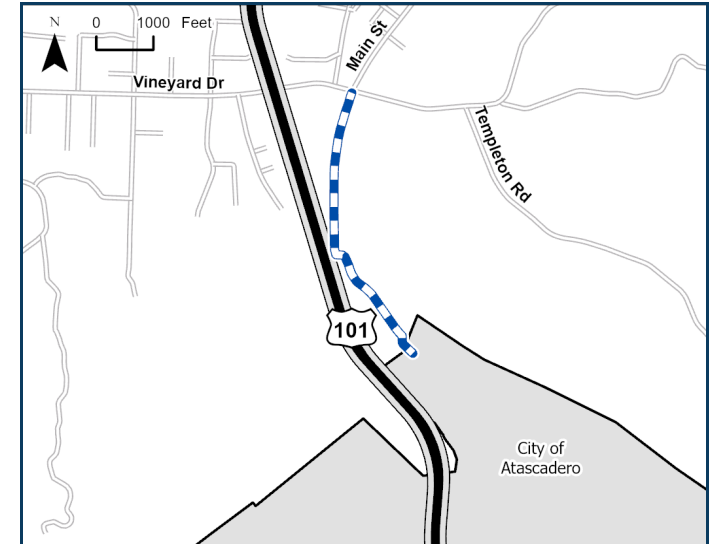 N 0 1000 Feet
Main St
Vineyard Dr
Templeton Rd
101
City of
Atascadero